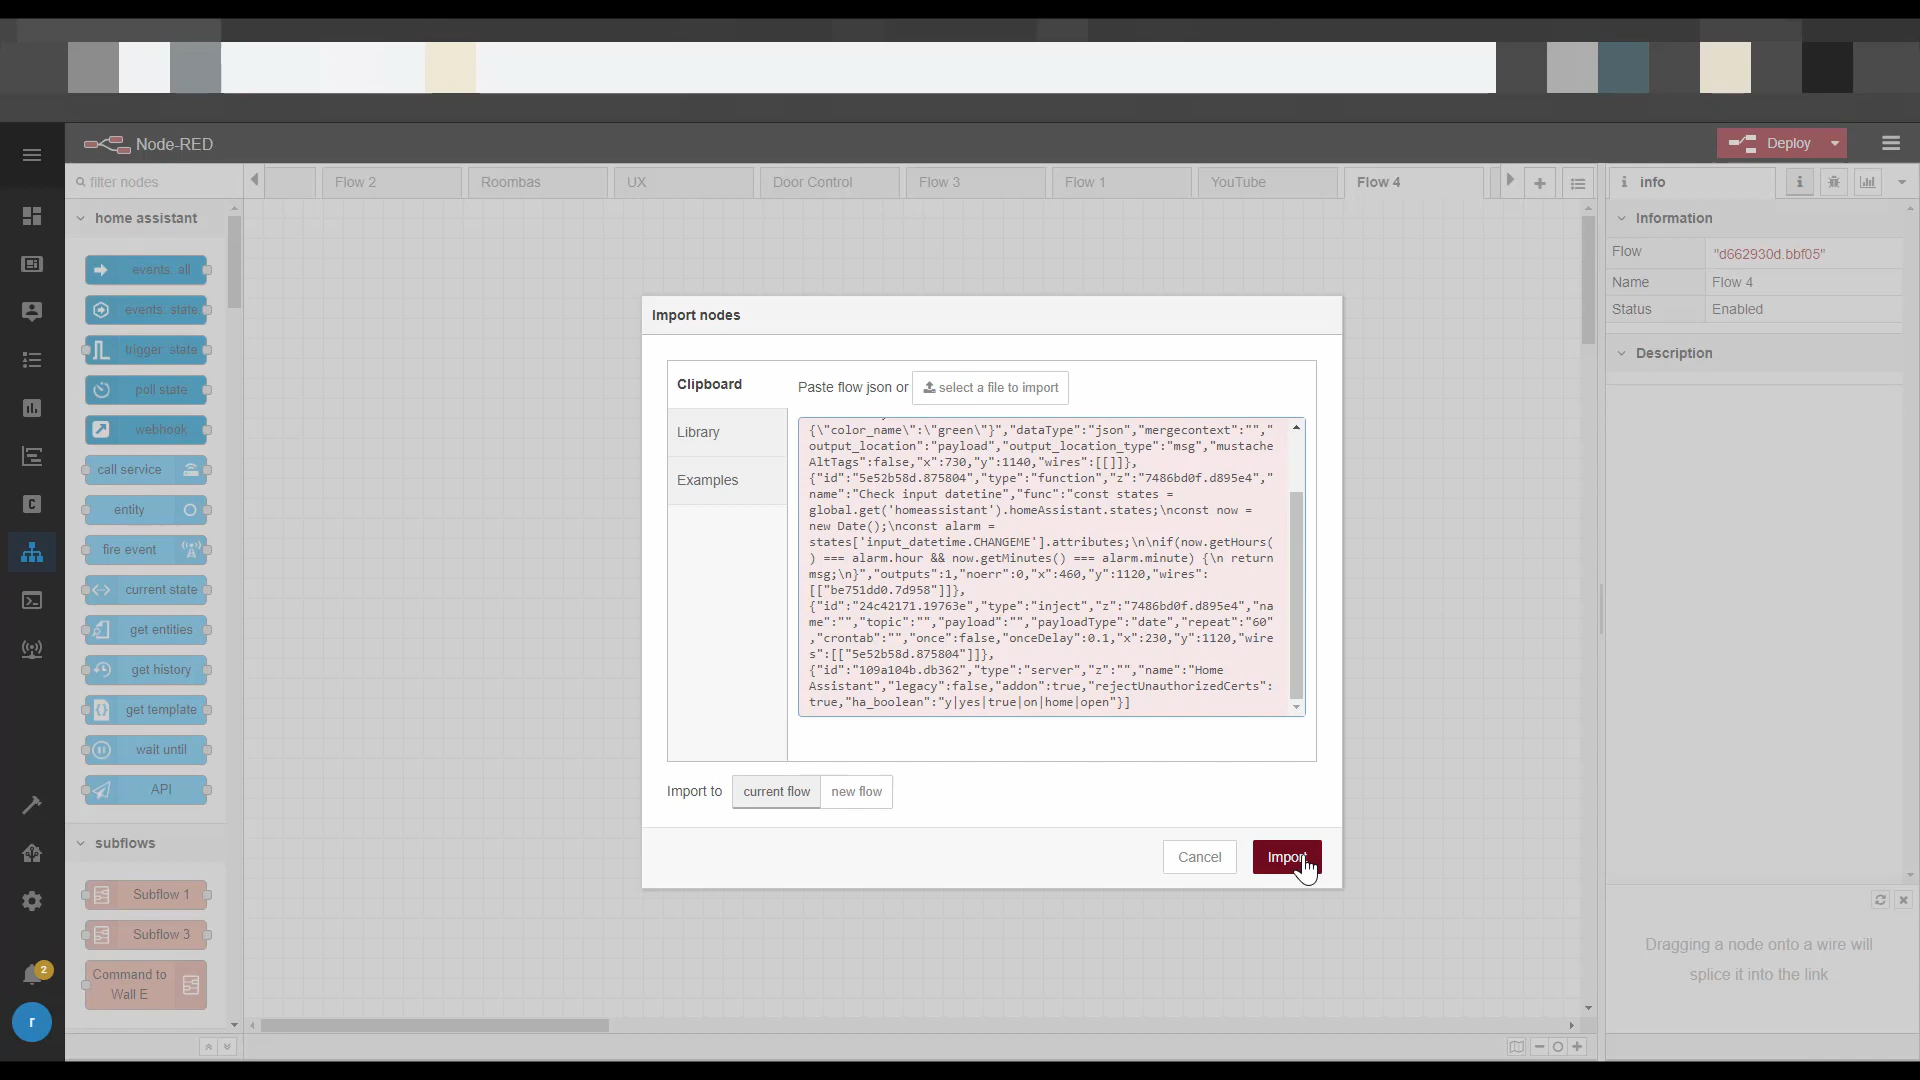 Node-RED
Deploy
filter nodes
Flow 2
Roombas
UX
Door Control
Flow 3
Flow 1
YouTube
Flow 4
info
home assistant
events: all
events: state
trigger: state
poll state
webhook
call service
entity
fire event
current state
get entities
get history
get template
wait until
API
subflows
Subflow 1
Subflow 3
Command to
Wall E
2
r
Import nodes
Clipboard
Library
Examples
Paste flow json or
select a file to import
{\"color_name\":\"green\"}","dataType":"json","mergecontext":"","
output_location":"payload","output_location_type":"msg","mustache
AltTags":false,"x":730,"y":1140,"wires":[[]]},
{"id":"5e52b58d.875804","type":"function","z":"7486bd0f.d895e4","
name":"Check input datetine","func":"const states =
global.get('homeassistant').homeAssistant.states;\nconst now =
new Date();\nconst alarm =
states['input_datetime.CHANGEME'].attributes;\n\nif(now.getHours(
) === alarm.hour && now.getMinutes() === alarm.minute) {\n return
msg;\n}","outputs":1,"noerr":0,"x":460,"y":1120,"wires":
[["be751dd0.7d958"]]},
{"id":"24c42171.19763e","type":"inject","z":"7486bd0f.d895e4","na
me":"","topic":"","payload":"","payloadType":"date","repeat":"60"
,"crontab":"","once":false,"onceDelay":0.1,"x":230,"y":1120,"wire
s":[["5e52b58d.875804"]]},
{"id":"109a104b.db362","type":"server","z":"","name":"Home
Assistant","legacy":false,"addon":true,"rejectUnauthorizedCerts":
true,"ha_boolean":"y|yes|true|on|home|open"}]
Import to
current flow
new flow
Cancel
Import
Information
Flow
"d662930d.bbf05"
Name
Flow 4
Status
Enabled
Description
Dragging a node onto a wire will
splice it into the link